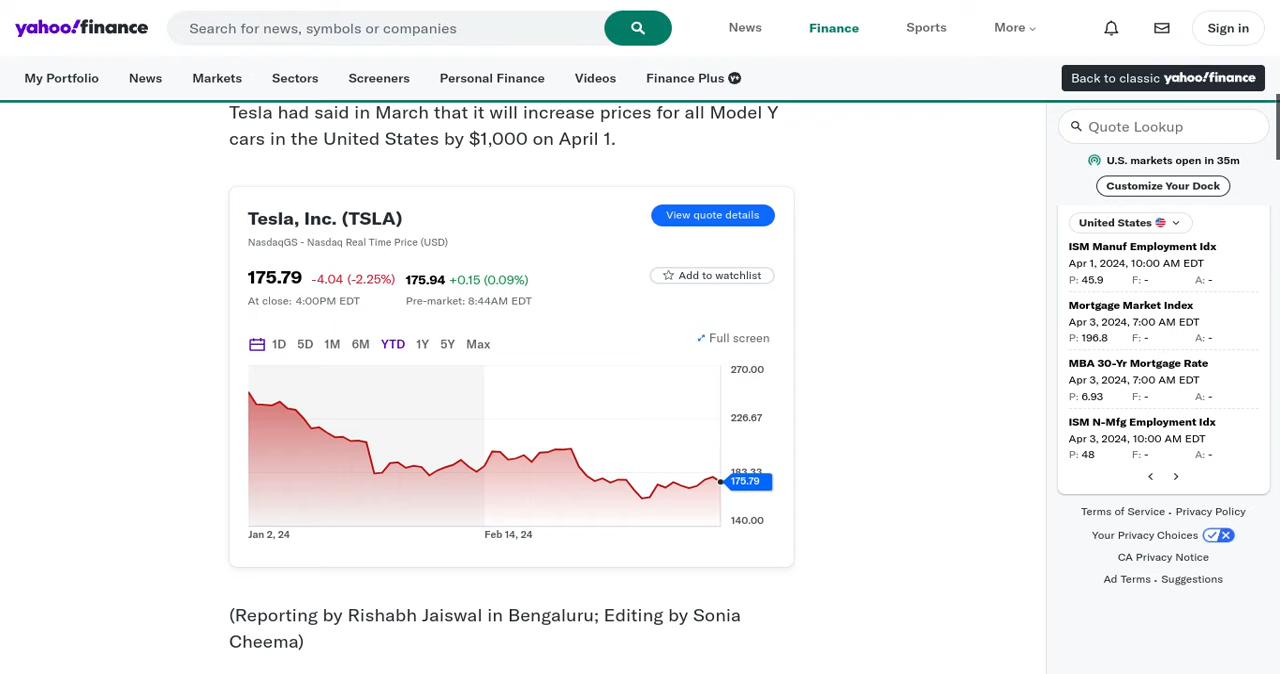 yahoo!finance
Search for news, symbols or companies
News
Finance
Sports
More
Sign in
My Portfolio
News
Markets
Sectors
Screeners
Personal Finance
Videos
Finance Plus
Back to classic yahoo!finance
Tesla had said in March that it will increase prices for all Model Y
cars in the United States by $1,000 on April 1.
Tesla, Inc. (TSLA)
View quote details
NasdaqGS - Nasdaq Real Time Price (USD)
175.79 -4.04 (-2.25%) 175.94 +0.15 (0.09%)
Add to watchlist
At close: 4:00PM EDT
Pre-market: 8:44AM EDT
1D 5D 1M 6M YTD 1Y 5Y Max
Full screen
270.00
226.67
183.33
175.79
140.00
Jan 2, 24
Feb 14, 24
(Reporting by Rishabh Jaiswal in Bengaluru; Editing by Sonia
Cheema)
Quote Lookup
U.S. markets open in 35m
Customize Your Dock
United States
ISM Manuf Employment Idx
Apr 1, 2024, 10:00 AM EDT
P: 45.9 F: - A: -
Mortgage Market Index
Apr 3, 2024, 7:00 AM EDT
P: 196.8 F: - A: -
MBA 30-Yr Mortgage Rate
Apr 3, 2024, 7:00 AM EDT
P: 6.93 F: - A: -
ISM N-Mfg Employment Idx
Apr 3, 2024, 10:00 AM EDT
P: 48 F: - A: -
Terms of Service • Privacy Policy
Your Privacy Choices
CA Privacy Notice
Ad Terms • Suggestions